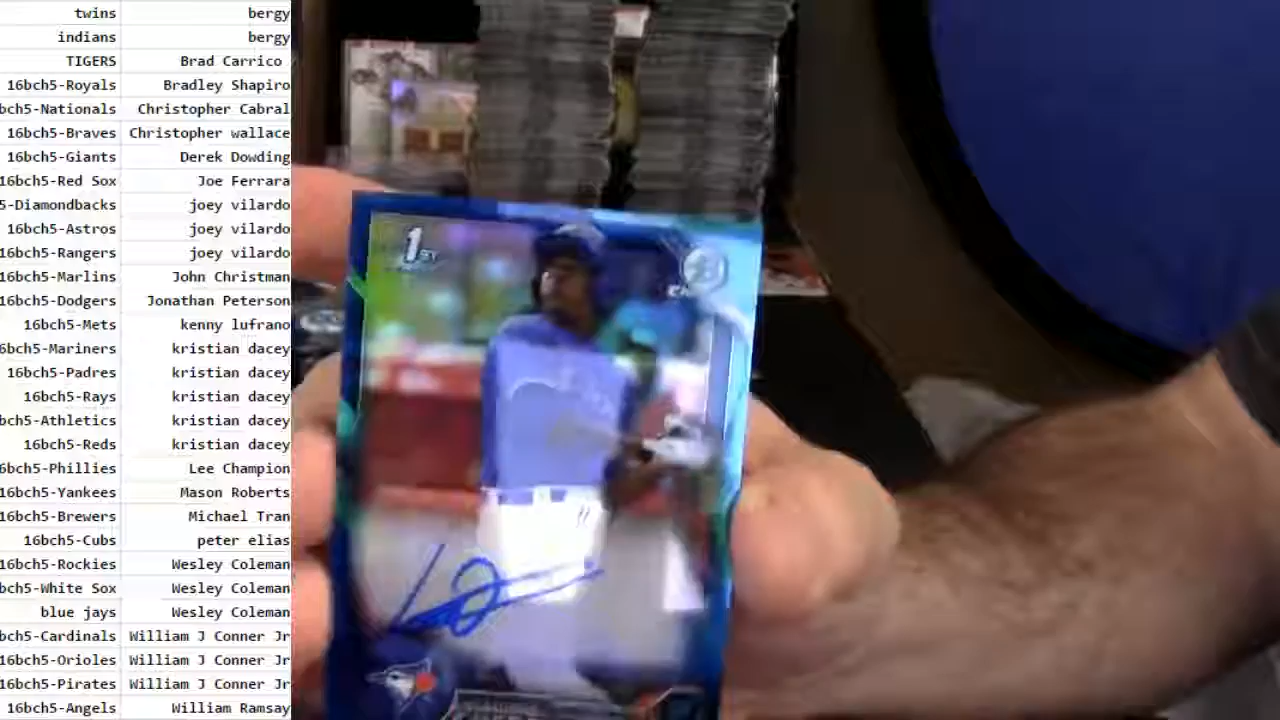 twins bergy
indians bergy
TIGERS Brad Carrico
16bch5-Royals Bradley Shapiro
bch5-Nationals Christopher Cabral
16bch5-Braves Christopher wallace
16bch5-Giants Derek Dowding
16bch5-Red Sox Joe Ferrara
5-Diamondbacks joey vilardo
16bch5-Astros joey vilardo
16bch5-Rangers joey vilardo
16bch5-Marlins John Christman
16bch5-Dodgers Jonathan Peterson
16bch5-Mets kenny lufrano
6bch5-Mariners kristian dacey
16bch5-Padres kristian dacey
16bch5-Rays kristian dacey
bch5-Athletics kristian dacey
16bch5-Reds kristian dacey
16bch5-Phillies Lee Champion
16bch5-Yankees Mason Roberts
16bch5-Brewers Michael Tran
16bch5-Cubs peter elias
16bch5-Rockies Wesley Coleman
bch5-White Sox Wesley Coleman
blue jays Wesley Coleman
bch5-Cardinals William J Conner Jr
16bch5-Orioles William J Conner Jr
16bch5-Pirates William J Conner Jr
16bch5-Angels William Ramsay
1ST